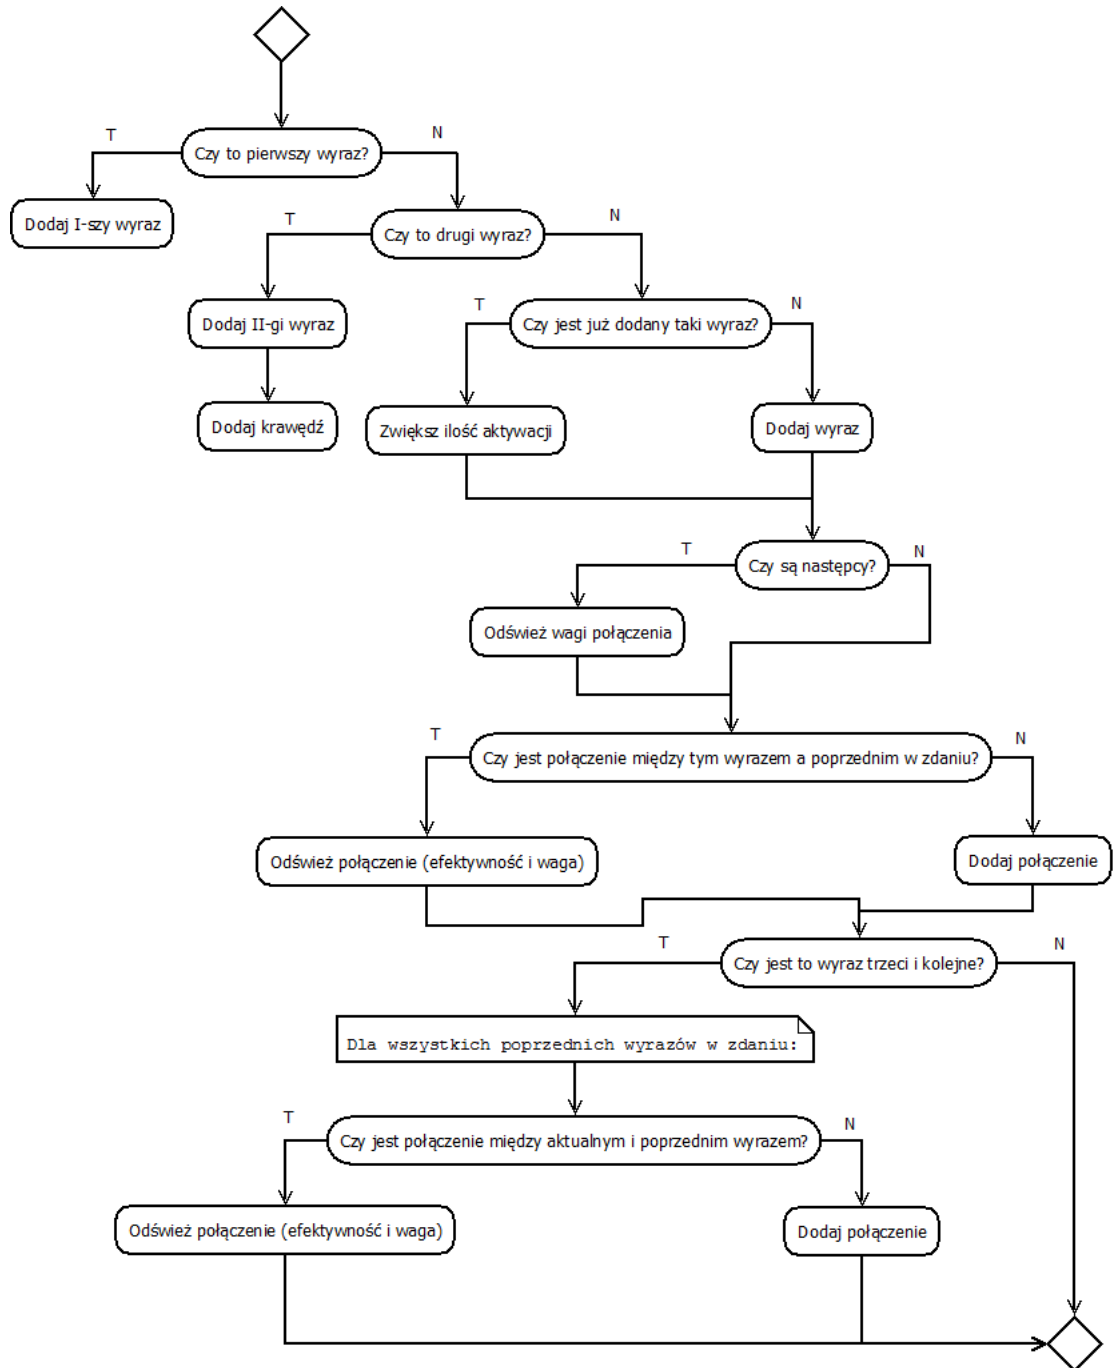 T
N
Czy to pierwszy wyraz?
Dodaj I-szy wyraz
T
N
Czy to drugi wyraz?
Dodaj II-gi wyraz
T
N
Czy jest już dodany taki wyraz?
Dodaj krawędź
Zwiększ ilość aktywacji
Dodaj wyraz
T
N
Czy są następcy?
Odśwież wagi połączenia
T
N
Czy jest połączenie między tym wyrazem a poprzednim w zdaniu?
Odśwież połączenie (efektywność i waga)
Dodaj połączenie
T
N
Czy jest to wyraz trzeci i kolejne?
Dla wszystkich poprzednich wyrazów w zdaniu:
T
N
Czy jest połączenie między aktualnym i poprzednim wyrazem?
Odśwież połączenie (efektywność i waga)
Dodaj połączenie